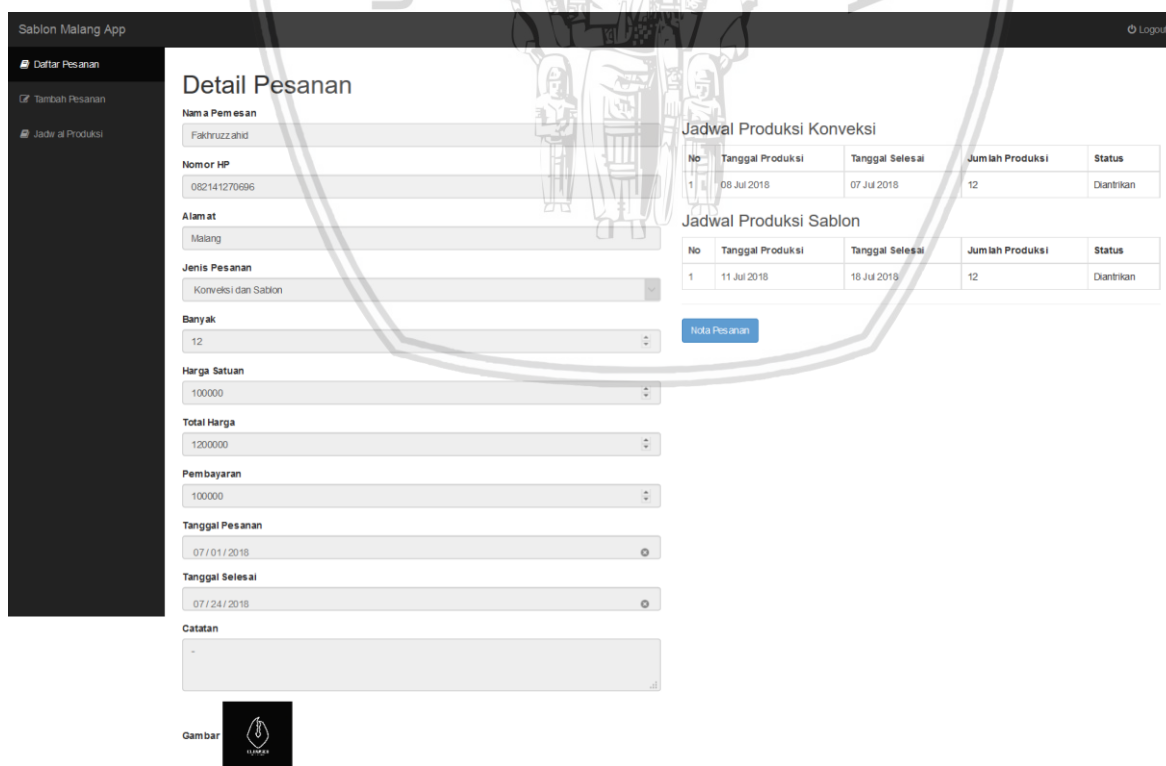 Sablon Malang App
Logout
Daftar Pesanan
Tambah Pesanan
Jadwal Produksi
Detail Pesanan
Nama Pemesan
Fakhruzzahid
Nomor HP
082141270696
Alamat
Malang
Jenis Pesanan
Konveksi dan Sablon
Banyak
12
Harga Satuan
100000
Total Harga
1200000
Pembayaran
100000
Tanggal Pesanan
07/01/2018
Tanggal Selesai
07/24/2018
Catatan
-
Gambar
Jadwal Produksi Konveksi
No Tanggal Produksi Tanggal Selesai Jumlah Produksi Status
1 08 Jul 2018 07 Jul 2018 12 Diantrikan
Jadwal Produksi Sablon
No Tanggal Produksi Tanggal Selesai Jumlah Produksi Status
1 11 Jul 2018 18 Jul 2018 12 Diantrikan
Nota Pesanan